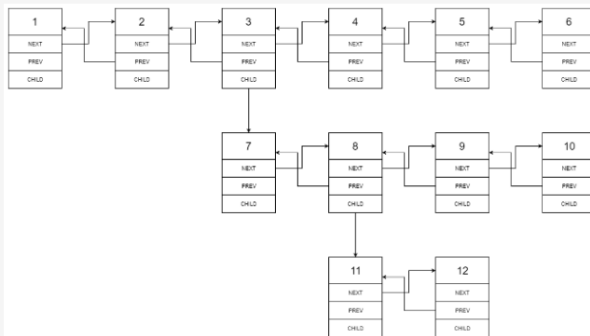 1 2 3 4 5 6
NEXT NEXT NEXT NEXT NEXT NEXT
PREV PREV PREV PREV PREV PREV
CHILD CHILD CHILD CHILD CHILD CHILD
7 8 9 10
NEXT NEXT NEXT NEXT
PREV PREV PREV PREV
CHILD CHILD CHILD CHILD
11 12
NEXT NEXT
PREV PREV
CHILD CHILD